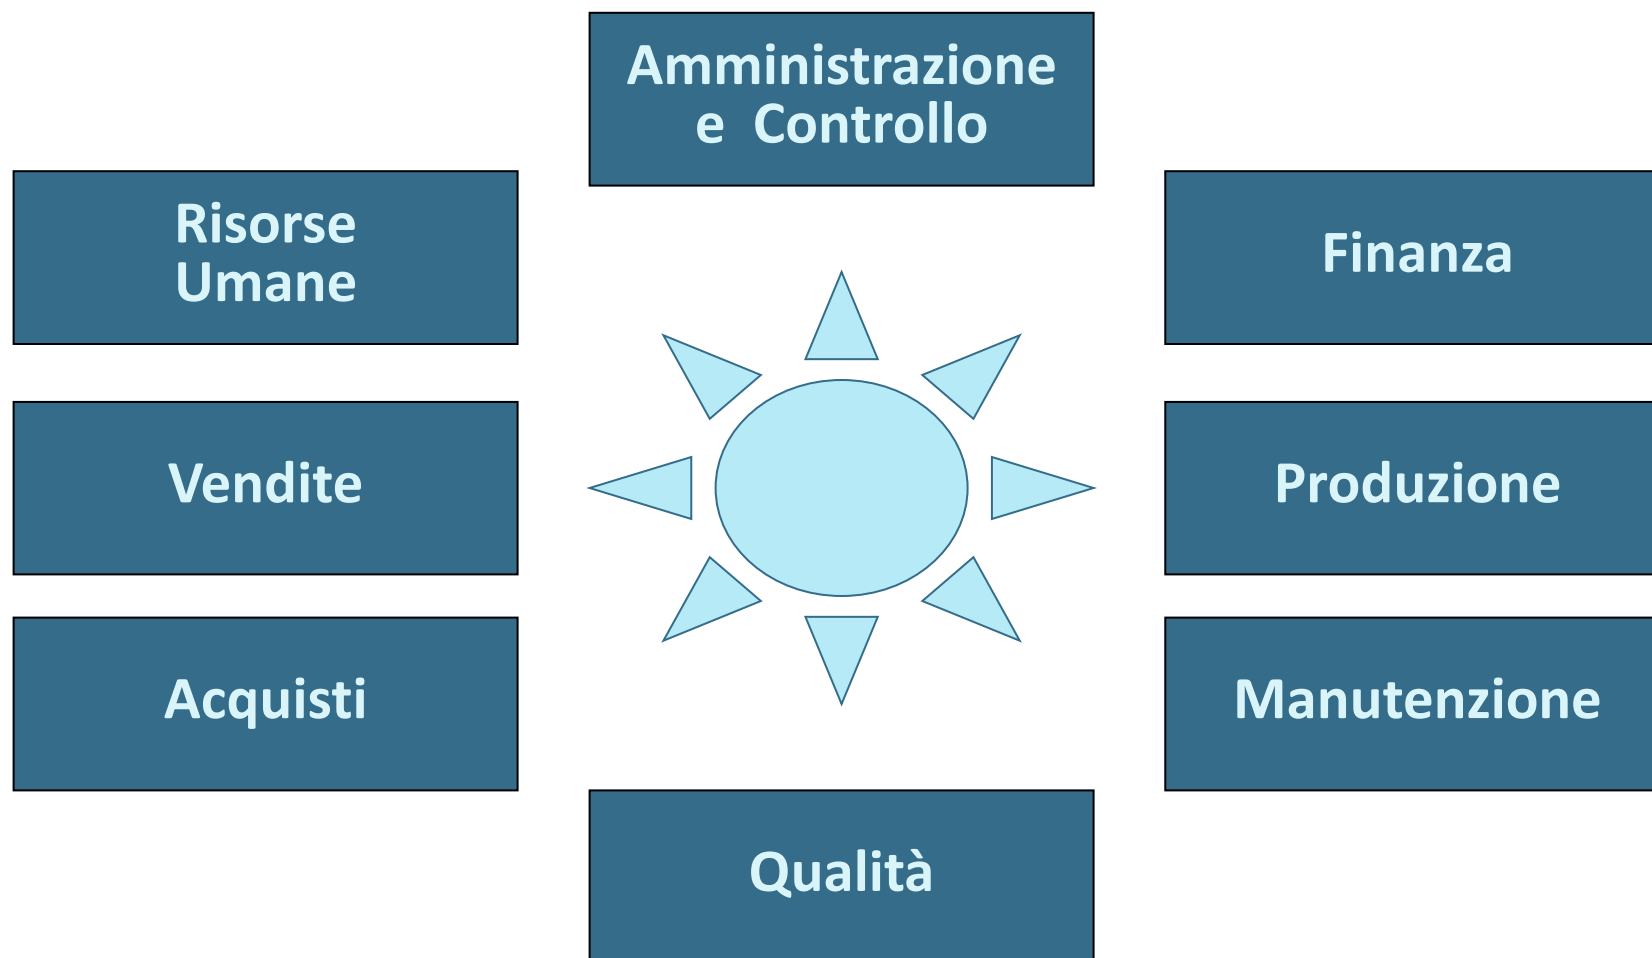 Amministrazione
e Controllo
Risorse
Umane
Finanza
Vendite
Produzione
Acquisti
Manutenzione
Qualità